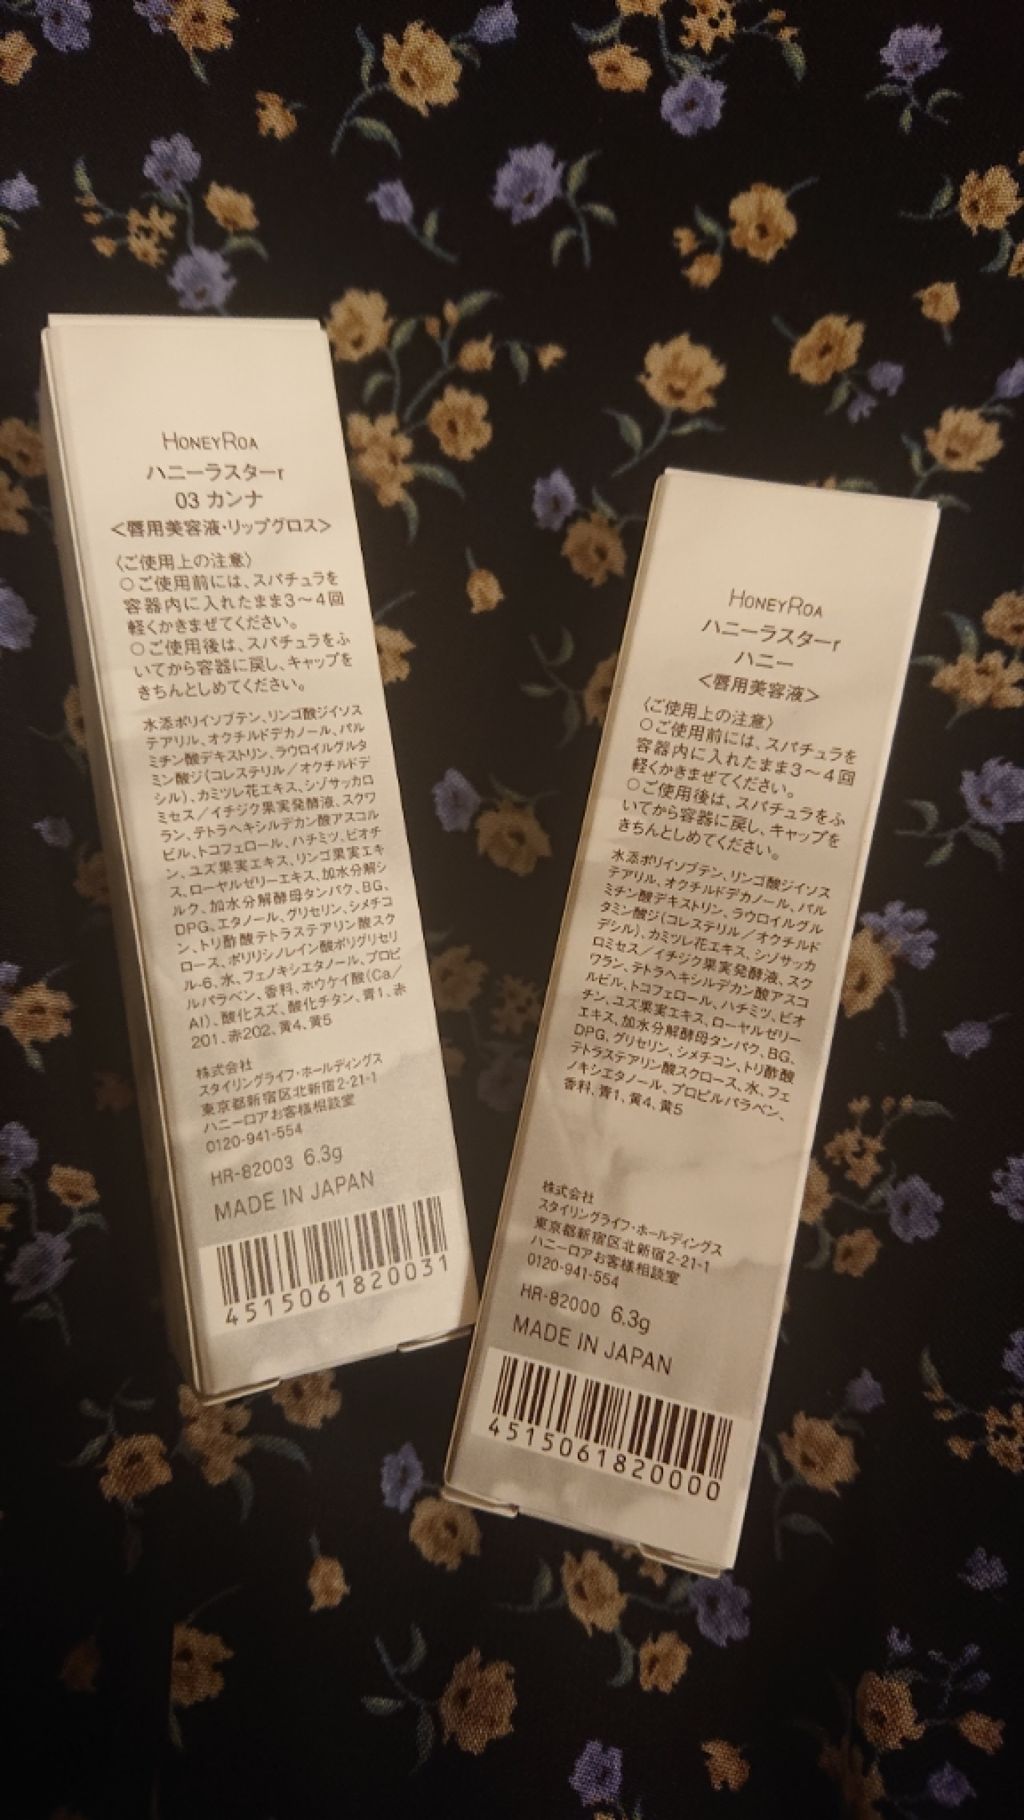 HONEYROA
ハニーラスターr
03 カンナ
＜唇用美容液・リップグロス＞
〈ご使用上の注意〉
○ご使用前には、スパチュラを
容器内に入れたまま3〜4回
軽くかきまぜてください。
○ご使用後は、スパチュラをふ
いてから容器に戻し、キャップを
きちんとしめてください。
水添ポリイソブテン、リンゴ酸ジイソス
テアリル、オクチルドデカノール、パル
ミチン酸デキストリン、ラウロイルグルタ
ミン酸ジ(コレステリル／オクチルドデ
シル)、カミツレ花エキス、シゾサッカロ
ミセス／イチジク果実発酵液、スクワ
ラン、テトラヘキシルデカン酸アスコル
ビル、トコフェロール、ハチミツ、ビオチ
ン、ユズ果実エキス、リンゴ果実エキ
ス、ローヤルゼリーエキス、加水分解シ
ルク、加水分解酵母タンパク、BG、
DPG、エタノール、グリセリン、シメチコ
ン、トリ酢酸テトラステアリン酸スク
ロース、ポリリシノレイン酸ポリグリセリ
ル-6、水、フェノキシエタノール、プロピ
ルパラベン、香料、ホウケイ酸(Ca／
Al)、酸化スズ、酸化チタン、青1、赤
201、赤202、黄4、黄5
株式会社
スタイリングライフ・ホールディングス
東京都新宿区北新宿2-21-1
ハニーロアお客様相談室
0120-941-554
HR-82003 6.3g
MADE IN JAPAN
4515061820031
HONEYROA
ハニーラスターr
ハニー
＜唇用美容液＞
〈ご使用上の注意〉
○ご使用前には、スパチュラを
容器内に入れたまま3〜4回
軽くかきまぜてください。
○ご使用後は、スパチュラをふ
いてから容器に戻し、キャップを
きちんとしめてください。
水添ポリイソブテン、リンゴ酸ジイソス
テアリル、オクチルドデカノール、パル
ミチン酸デキストリン、ラウロイルグル
タミン酸ジ(コレステリル／オクチルド
デシル)、カミツレ花エキス、シゾサッカ
ロミセス／イチジク果実発酵液、スク
ワラン、テトラヘキシルデカン酸アスコ
ルビル、トコフェロール、ハチミツ、ビオ
チン、ユズ果実エキス、ローヤルゼリー
エキス、加水分解酵母タンパク、BG、
DPG、グリセリン、シメチコン、トリ酢酸
テトラステアリン酸スクロース、水、フェ
ノキシエタノール、プロピルパラベン、
香料、青1、黄4、黄5
株式会社
スタイリングライフ・ホールディングス
東京都新宿区北新宿2-21-1
ハニーロアお客様相談室
0120-941-554
HR-82000 6.3g
MADE IN JAPAN
4515061820000